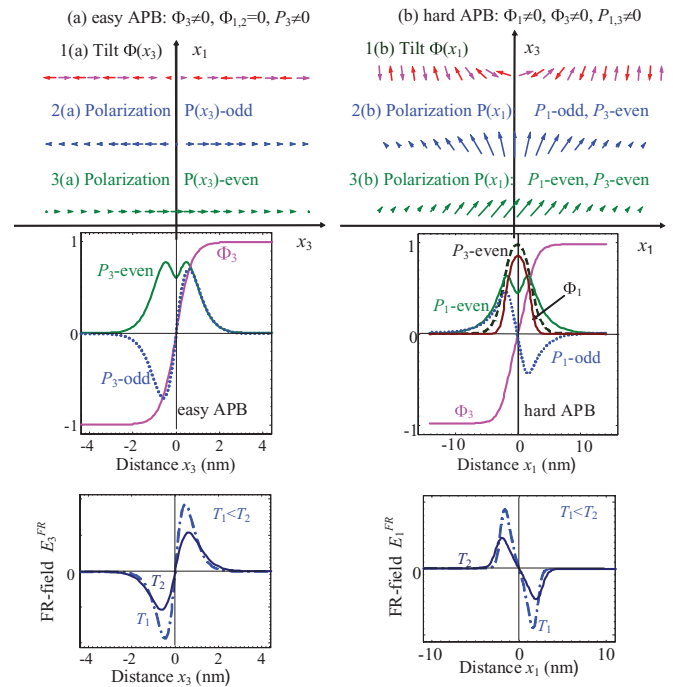 (a) easy APB: Φ₃≠0, Φ₁,₂=0, P₃≠0
1(a) Tilt Φ(x₃)
x₁
2(a) Polarization P(x₃)-odd
3(a) Polarization P(x₃)-even
x₃
1
P₃-even
Φ₃
0
P₃-odd
easy APB
-1
-4 -2 0 2 4
Distance x₃ (nm)
T₁<T₂
FR-field E₃^FR
0
T₂
T₁
-4 -2 0 2 4
Distance x₃ (nm)
(b) hard APB: Φ₁≠0, Φ₃≠0, P₁,₃≠0
1(b) Tilt Φ(x₁)
x₃
2(b) Polarization P(x₁) P₁-odd, P₃-even
3(b) Polarization P(x₁): P₁-even, P₃-even
x₁
1
P₃-even
Φ₁
P₁-even
0
P₁-odd
Φ₃
hard APB
-1
-10 0 10
Distance x₁ (nm)
T₁<T₂
FR-field E₁^FR
T₂
0
T₁
-10 0 10
Distance x₁ (nm)